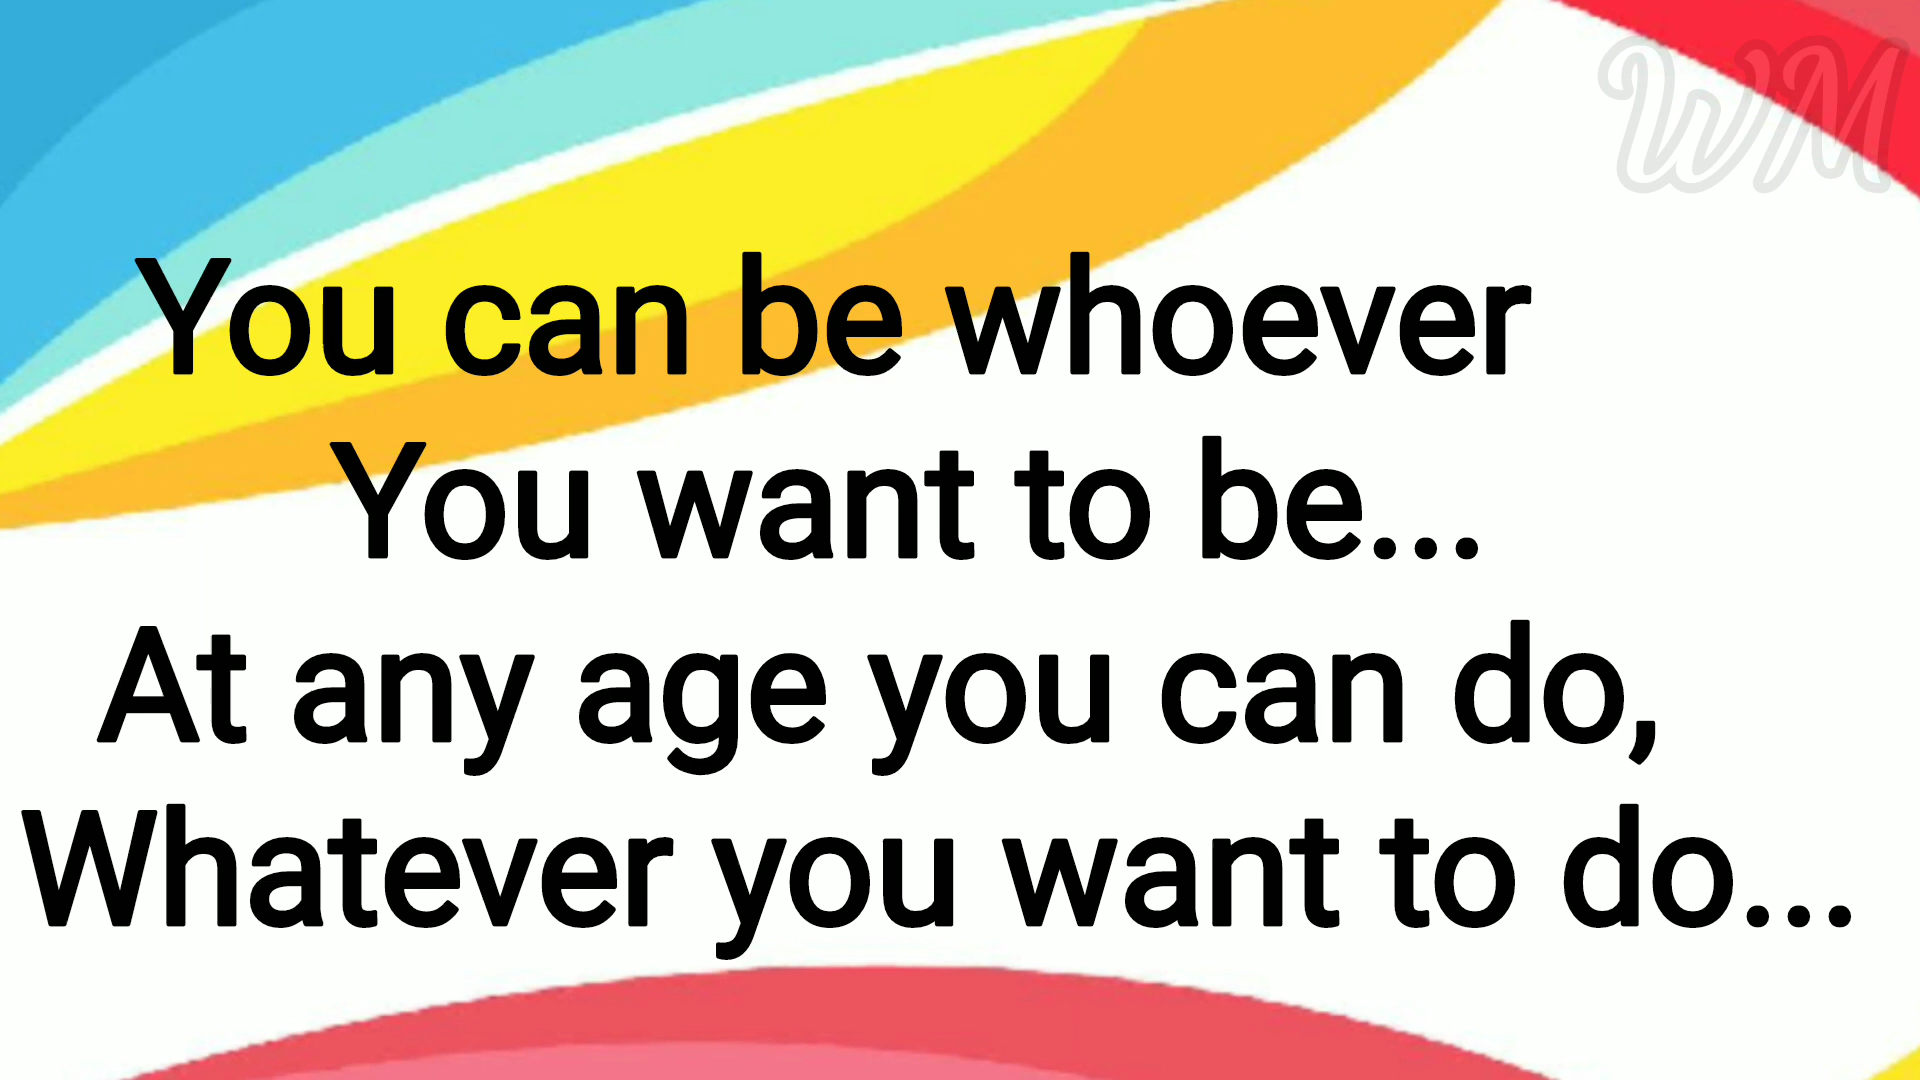 WM
You can be whoever
You want to be...
At any age you can do,
Whatever you want to do...